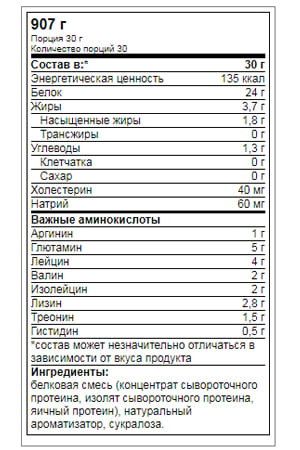 907 г
Порция 30 г
Количество порций 30
Состав в:* 30 г
Энергетическая ценность 135 ккал
Белок 24 г
Жиры 3,7 г
Насыщенные жиры 1,8 г
Трансжиры 0 г
Углеводы 1,3 г
Клетчатка 0 г
Сахар 0 г
Холестерин 40 мг
Натрий 60 мг
Важные аминокислоты
Аргинин 1 г
Глютамин 5 г
Лейцин 4 г
Валин 2 г
Изолейцин 2 г
Лизин 2,8 г
Треонин 1,5 г
Гистидин 0,5 г
*состав может незначительно отличаться в
зависимости от вкуса продукта
Ингредиенты:
белковая смесь (концентрат сывороточного
протеина, изолят сывороточного протеина,
яичный протеин), натуральный
ароматизатор, сукралоза.